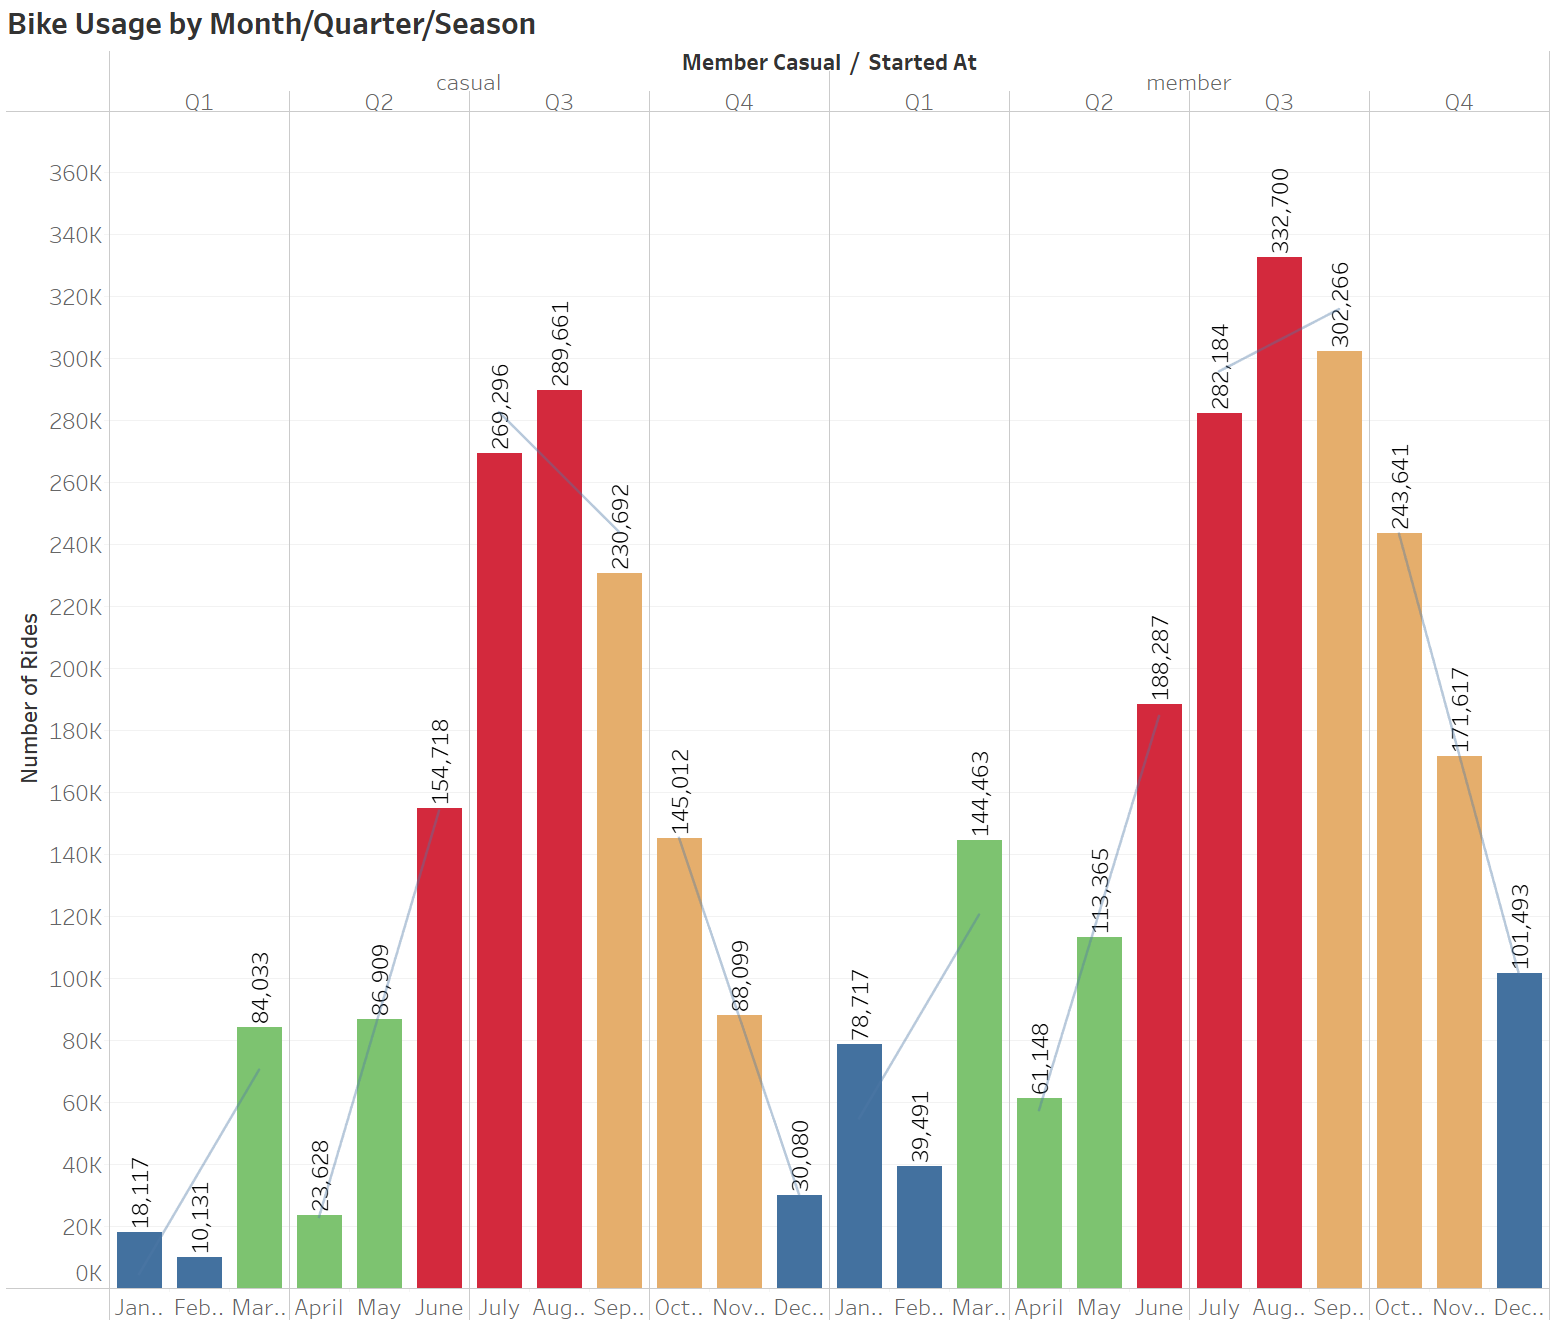 Bike Usage by Month/Quarter/Season
Member Casual / Started At
casual member
Q1 Q2 Q3 Q4 Q1 Q2 Q3 Q4
Number of Rides
360K
340K
320K
300K
280K
260K
240K
220K
200K
180K
160K
140K
120K
100K
80K
60K
40K
20K
0K
18,117
10,131
84,033
23,628
86,909
154,718
269,296
289,661
230,692
145,012
88,099
30,080
78,717
39,491
144,463
61,148
113,365
188,287
282,184
332,700
302,266
243,641
171,617
101,493
Jan.. Feb.. Mar.. April May June July Aug.. Sep.. Oct.. Nov.. Dec.. Jan.. Feb.. Mar.. April May June July Aug.. Sep.. Oct.. Nov.. Dec..